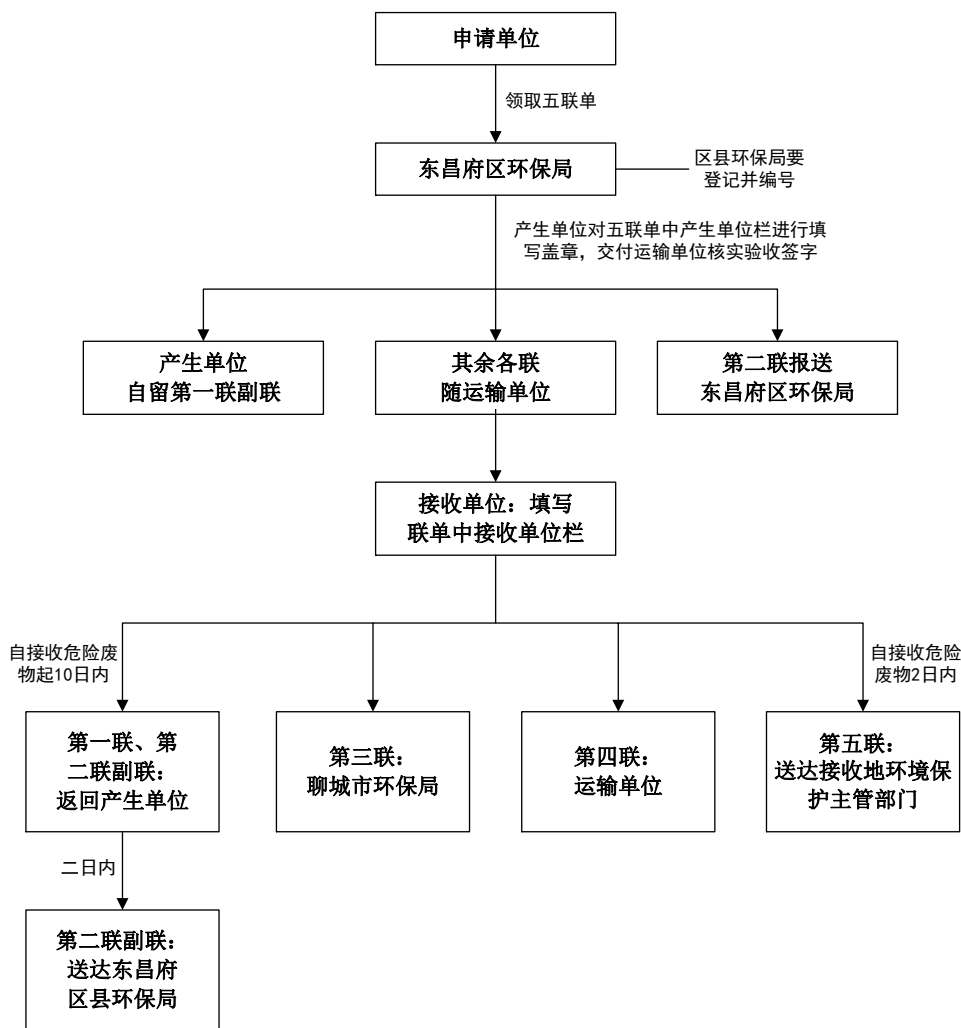 申请单位
领取五联单
东昌府区环保局
区县环保局要
登记并编号
产生单位对五联单中产生单位栏进行填
写盖章，交付运输单位核实验收签字
产生单位
自留第一联副联
其余各联
随运输单位
第二联报送
东昌府区环保局
接收单位：填写
联单中接收单位栏
自接收危险废
物起10日内
自接收危险
废物2日内
第一联、第
二联副联：
返回产生单位
第三联：
聊城市环保局
第四联：
运输单位
第五联：
送达接收地环境保
护主管部门
二日内
第二联副联：
送达东昌府
区县环保局